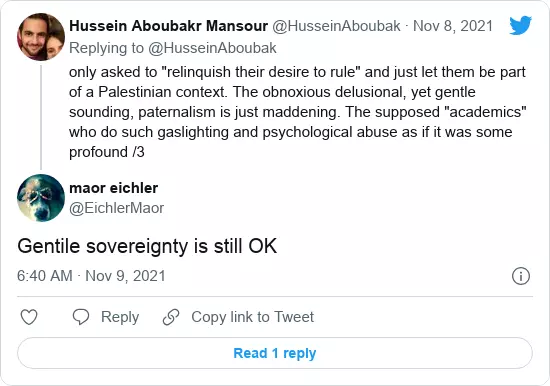 Hussein Aboubakr Mansour @HusseinAboubak · Nov 8, 2021
Replying to @HusseinAboubak
only asked to "relinquish their desire to rule" and just let them be part
of a Palestinian context. The obnoxious delusional, yet gentle
sounding, paternalism is just maddening. The supposed "academics"
who do such gaslighting and psychological abuse as if it was some
profound /3
maor eichler
@EichlerMaor
Gentile sovereignty is still OK
6:40 AM · Nov 9, 2021
Reply
Copy link to Tweet
Read 1 reply